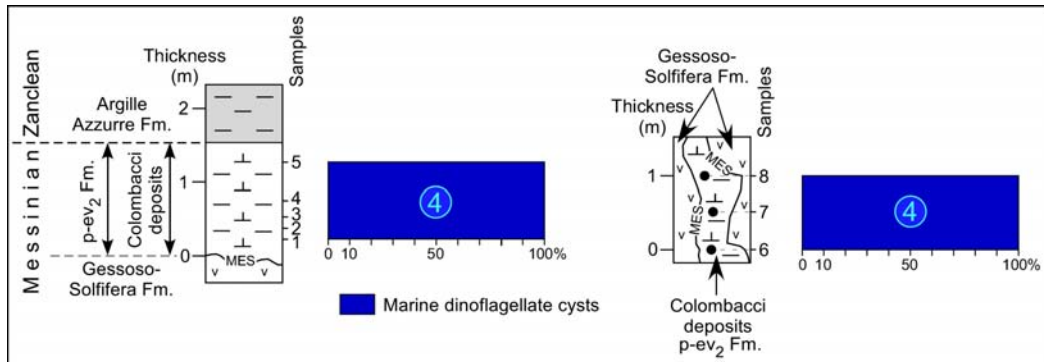 Messinian
Zanclean
Thickness
(m)
Samples
Argille
Azzurre Fm.
p-ev2 Fm.
Colombacci
deposits
Gessoso-
Solfifera Fm.
2
1
0
MES
v v
5
4
3
2
1
4
0 10 50 100%
Marine dinoflagellate cysts
Gessoso-
Solfifera Fm.
Thickness
(m)
Samples
1
0
MES
MES
v v v v v v v
8
7
6
Colombacci
deposits
p-ev2 Fm.
4
0 10 50 100%